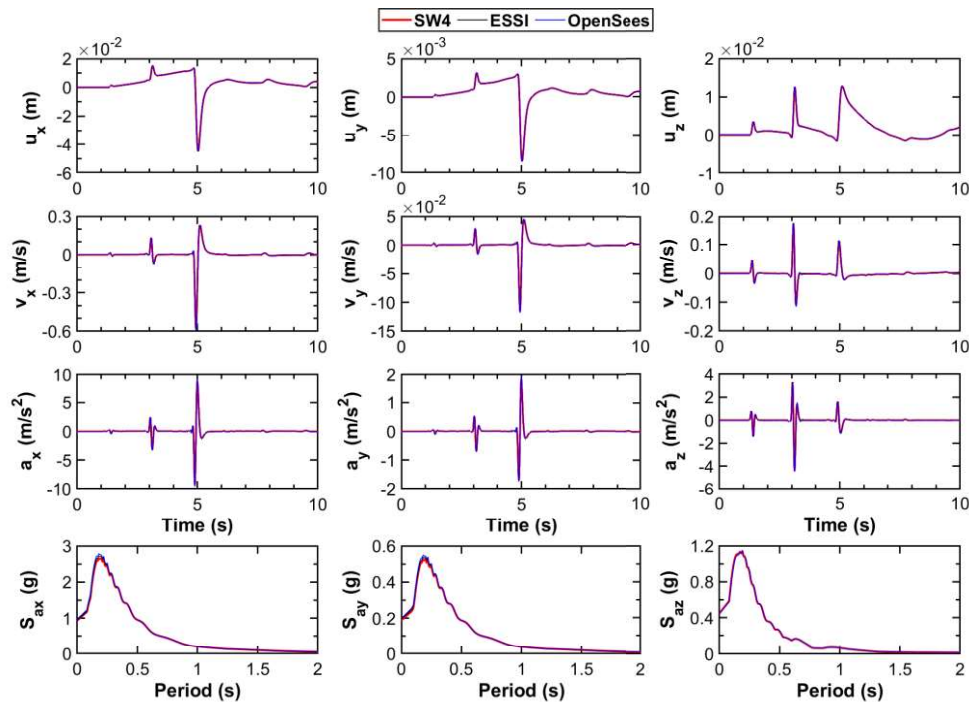 SW4 ESSI OpenSees
×10⁻² ×10⁻³ ×10⁻²
u_x (m) 2 0 -2 -4 -6 0 5 10
u_y (m) 5 0 -5 -10 0 5 10
u_z (m) 2 1 0 -1 0 5 10
×10⁻²
v_x (m/s) 0.3 0 -0.3 -0.6 0 5 10
v_y (m/s) 5 0 -5 -10 -15 0 5 10
v_z (m/s) 0.2 0.1 0 -0.1 -0.2 0 5 10
a_x (m/s²) 10 5 0 -5 -10 0 5 10
a_y (m/s²) 2 1 0 -1 -2 0 5 10
a_z (m/s²) 4 2 0 -2 -4 -6 0 5 10
Time (s) Time (s) Time (s)
S_ax (g) 3 2 1 0 0 0.5 1 1.5 2
S_ay (g) 0.6 0.4 0.2 0 0 0.5 1 1.5 2
S_az (g) 1.2 0.8 0.4 0 0 0.5 1 1.5 2
Period (s) Period (s) Period (s)